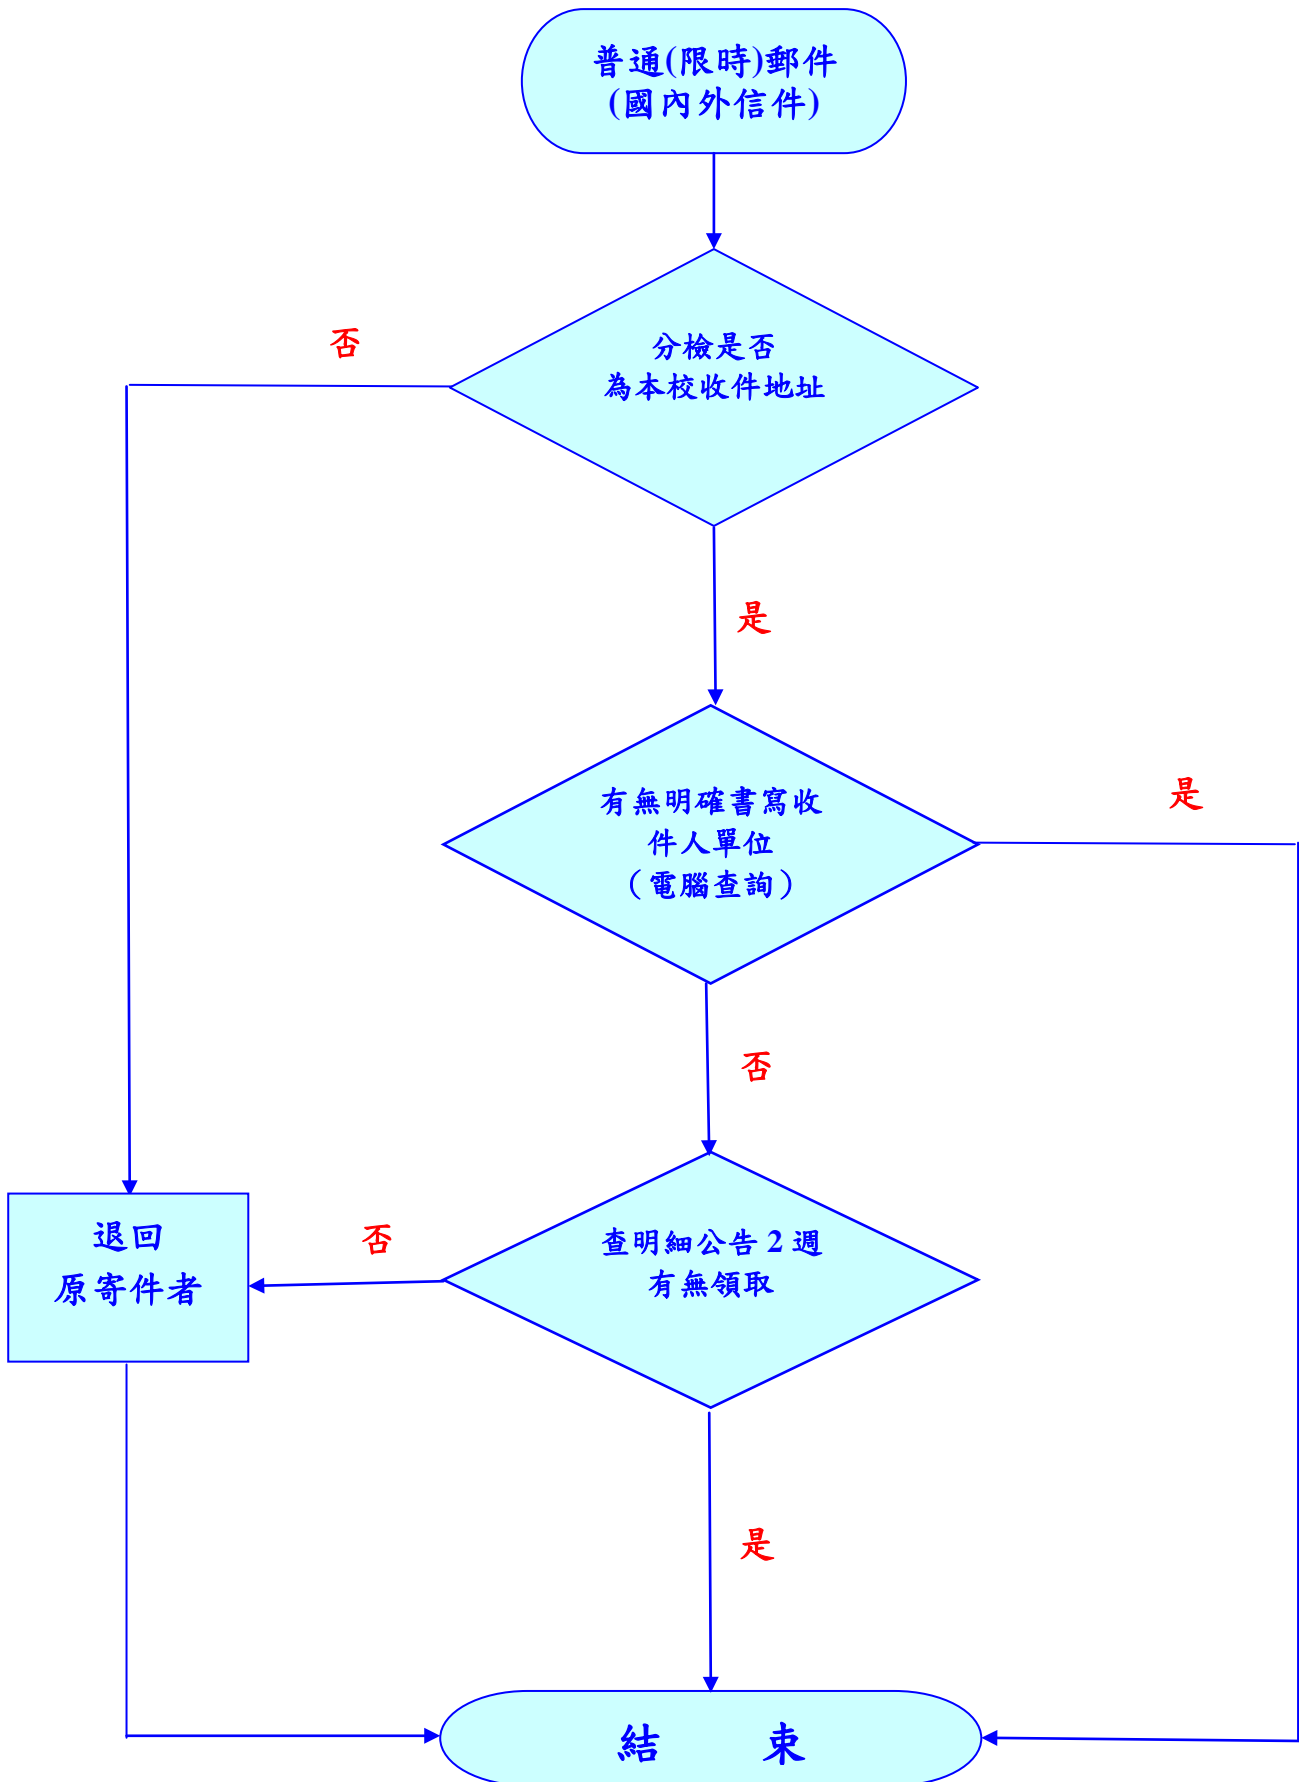 普通(限時)郵件
(國內外信件)
否
分檢是否
為本校收件地址
是
有無明確書寫收
件人單位
（電腦查詢）
是
否
退回
原寄件者
否
查明細公告2週
有無領取
是
結 束